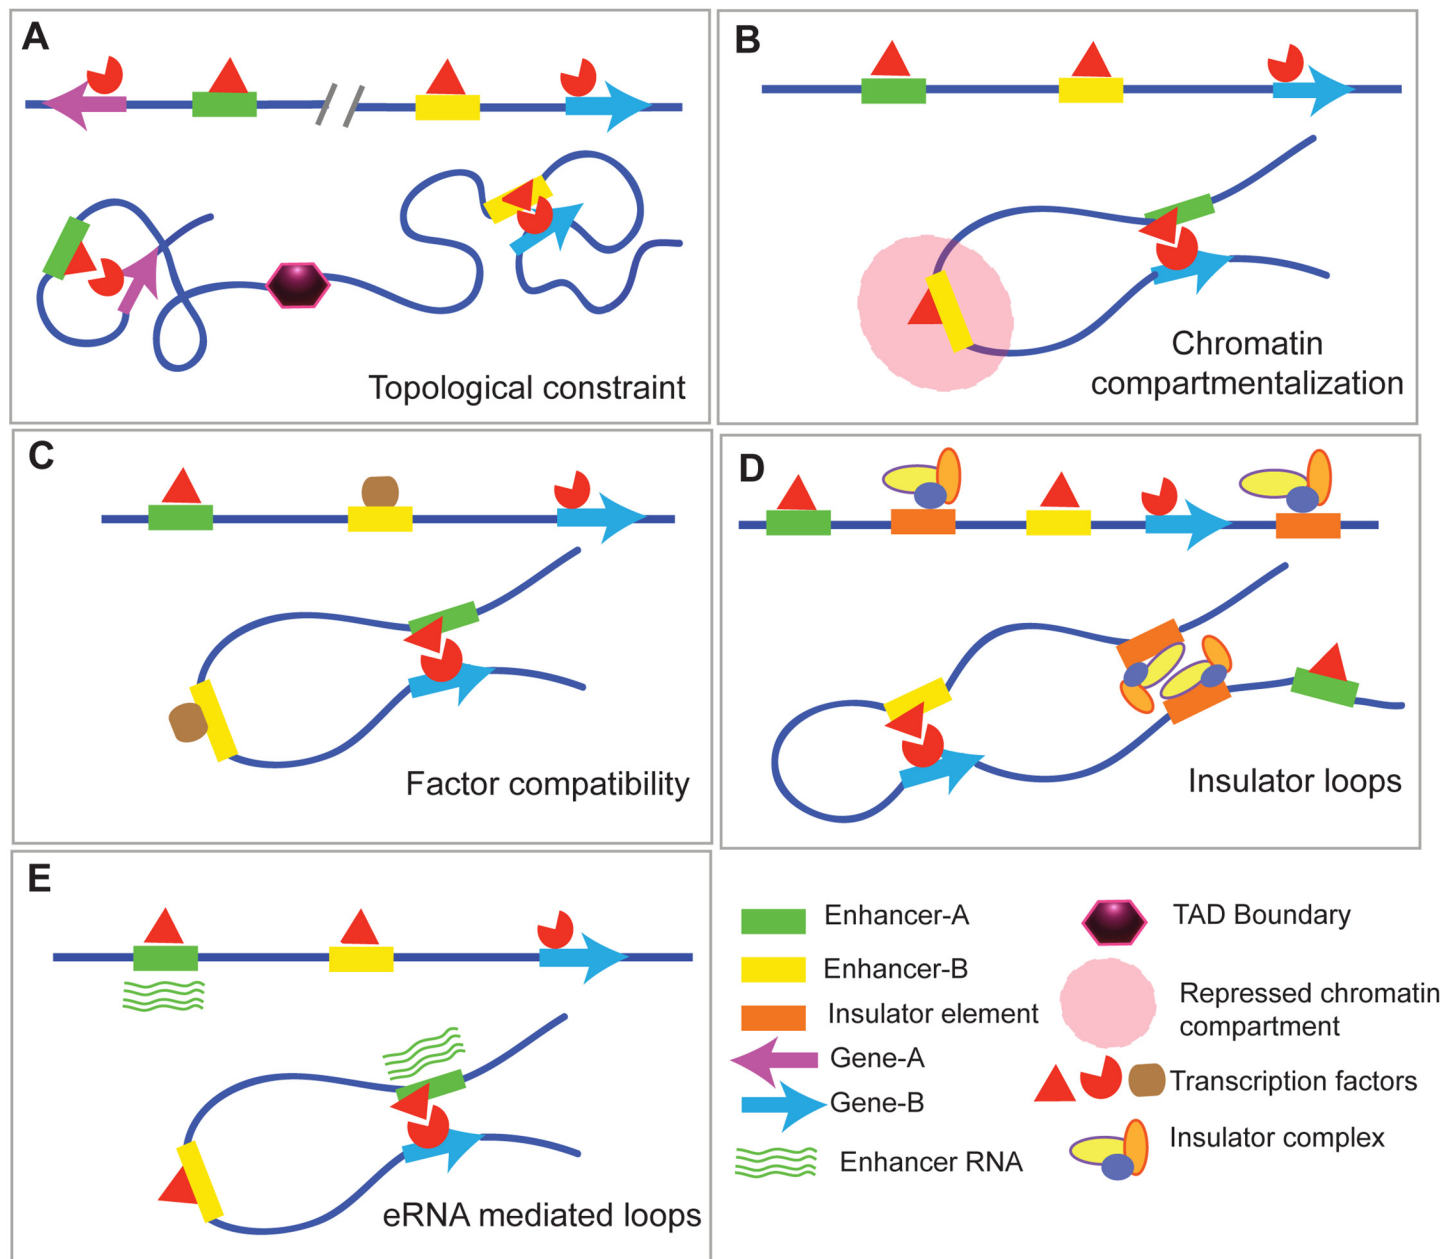 A
Topological constraint
B
Chromatin
compartmentalization
C
Factor compatibility
D
Insulator loops
E
eRNA mediated loops
Enhancer-A
Enhancer-B
Insulator element
Gene-A
Gene-B
Enhancer RNA
TAD Boundary
Repressed chromatin
compartment
Transcription factors
Insulator complex